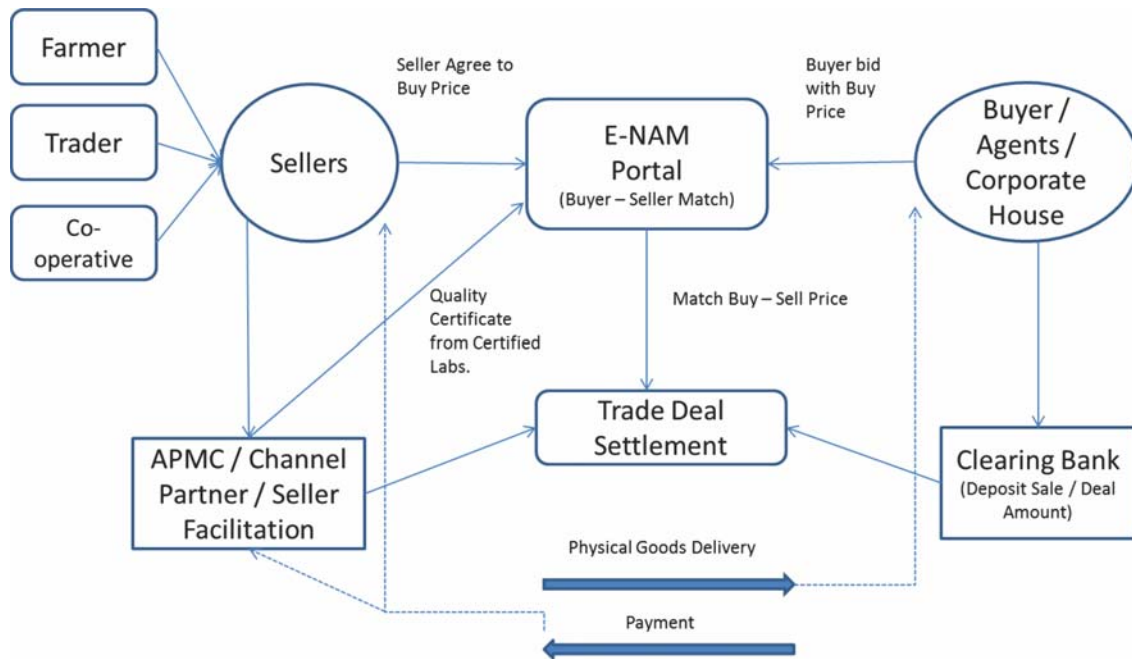 Farmer
Trader
Co-
operative
Sellers
Seller Agree to
Buy Price
E-NAM
Portal
(Buyer – Seller Match)
Buyer bid
with Buy
Price
Buyer /
Agents /
Corporate
House
Quality
Certificate
from Certified
Labs.
Match Buy – Sell Price
APMC / Channel
Partner / Seller
Facilitation
Trade Deal
Settlement
Clearing Bank
(Deposit Sale / Deal
Amount)
Physical Goods Delivery
Payment